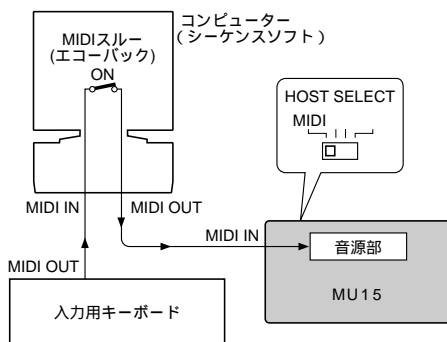 コンピューター
（シーケンスソフト）
MIDIスルー
(エコーバック)
ON
HOST SELECT
MIDI
MIDI IN
MIDI OUT
MIDI IN
音源部
MIDI OUT
MU15
入力用キーボード